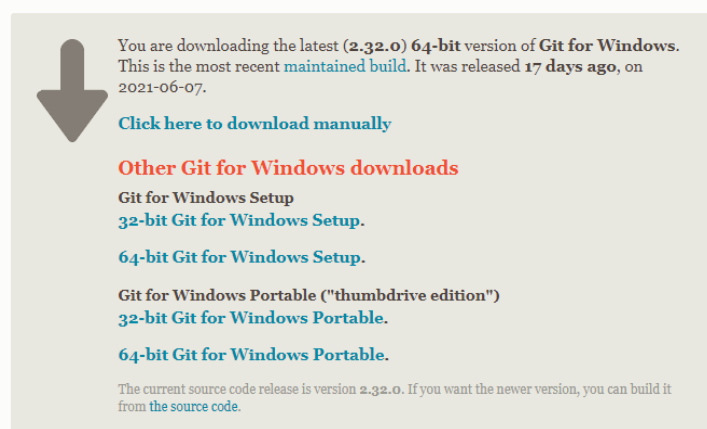 You are downloading the latest (2.32.0) 64-bit version of Git for Windows.
This is the most recent maintained build. It was released 17 days ago, on
2021-06-07.
Click here to download manually
Other Git for Windows downloads
Git for Windows Setup
32-bit Git for Windows Setup.
64-bit Git for Windows Setup.
Git for Windows Portable ("thumbdrive edition")
32-bit Git for Windows Portable.
64-bit Git for Windows Portable.
The current source code release is version 2.32.0. If you want the newer version, you can build it
from the source code.